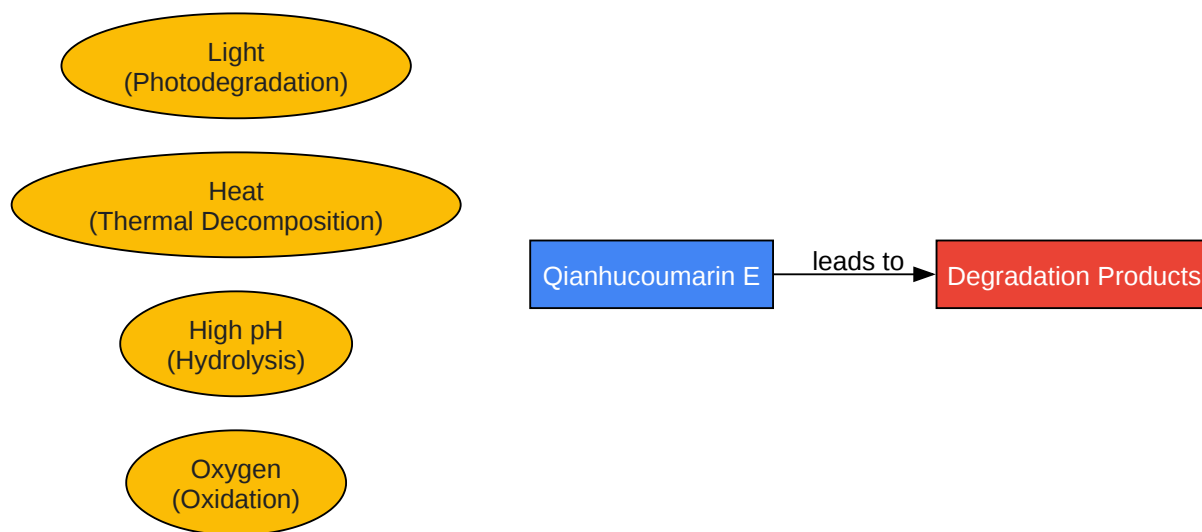 Light
(Photodegradation)
Heat
(Thermal Decomposition)
High pH
(Hydrolysis)
Oxygen
(Oxidation)
Qianhucoumarin E
leads to
Degradation Products